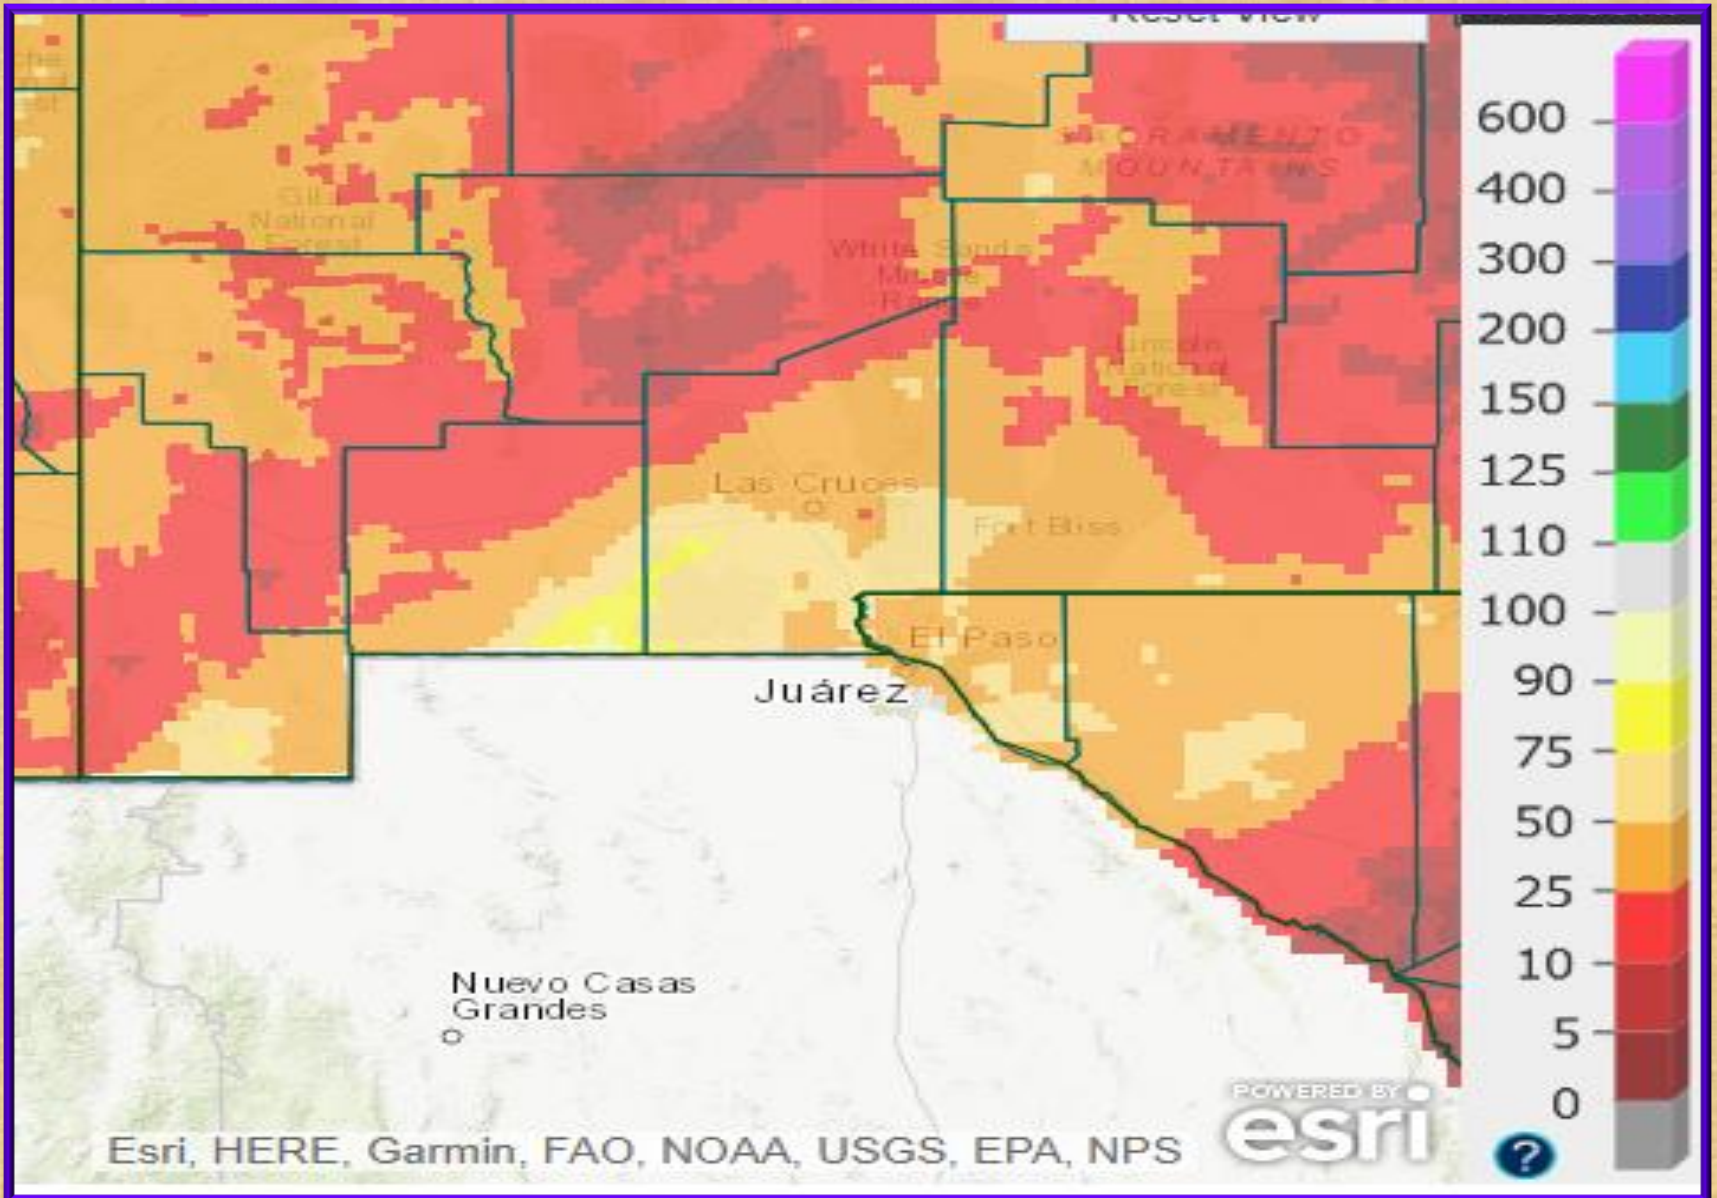 Reset View
che
st
600
400
300
200
150
125
110
100
90
75
50
25
10
5
0
SACRAMENTO
MOUNTAINS
Gila
National
Forest
White Sands
Missile
Range
Lincoln
National
Forest
Las Cruces
Fort Bliss
El Paso
Juárez
Nuevo Casas
Grandes
POWERED BY
esri
Esri, HERE, Garmin, FAO, NOAA, USGS, EPA, NPS
?